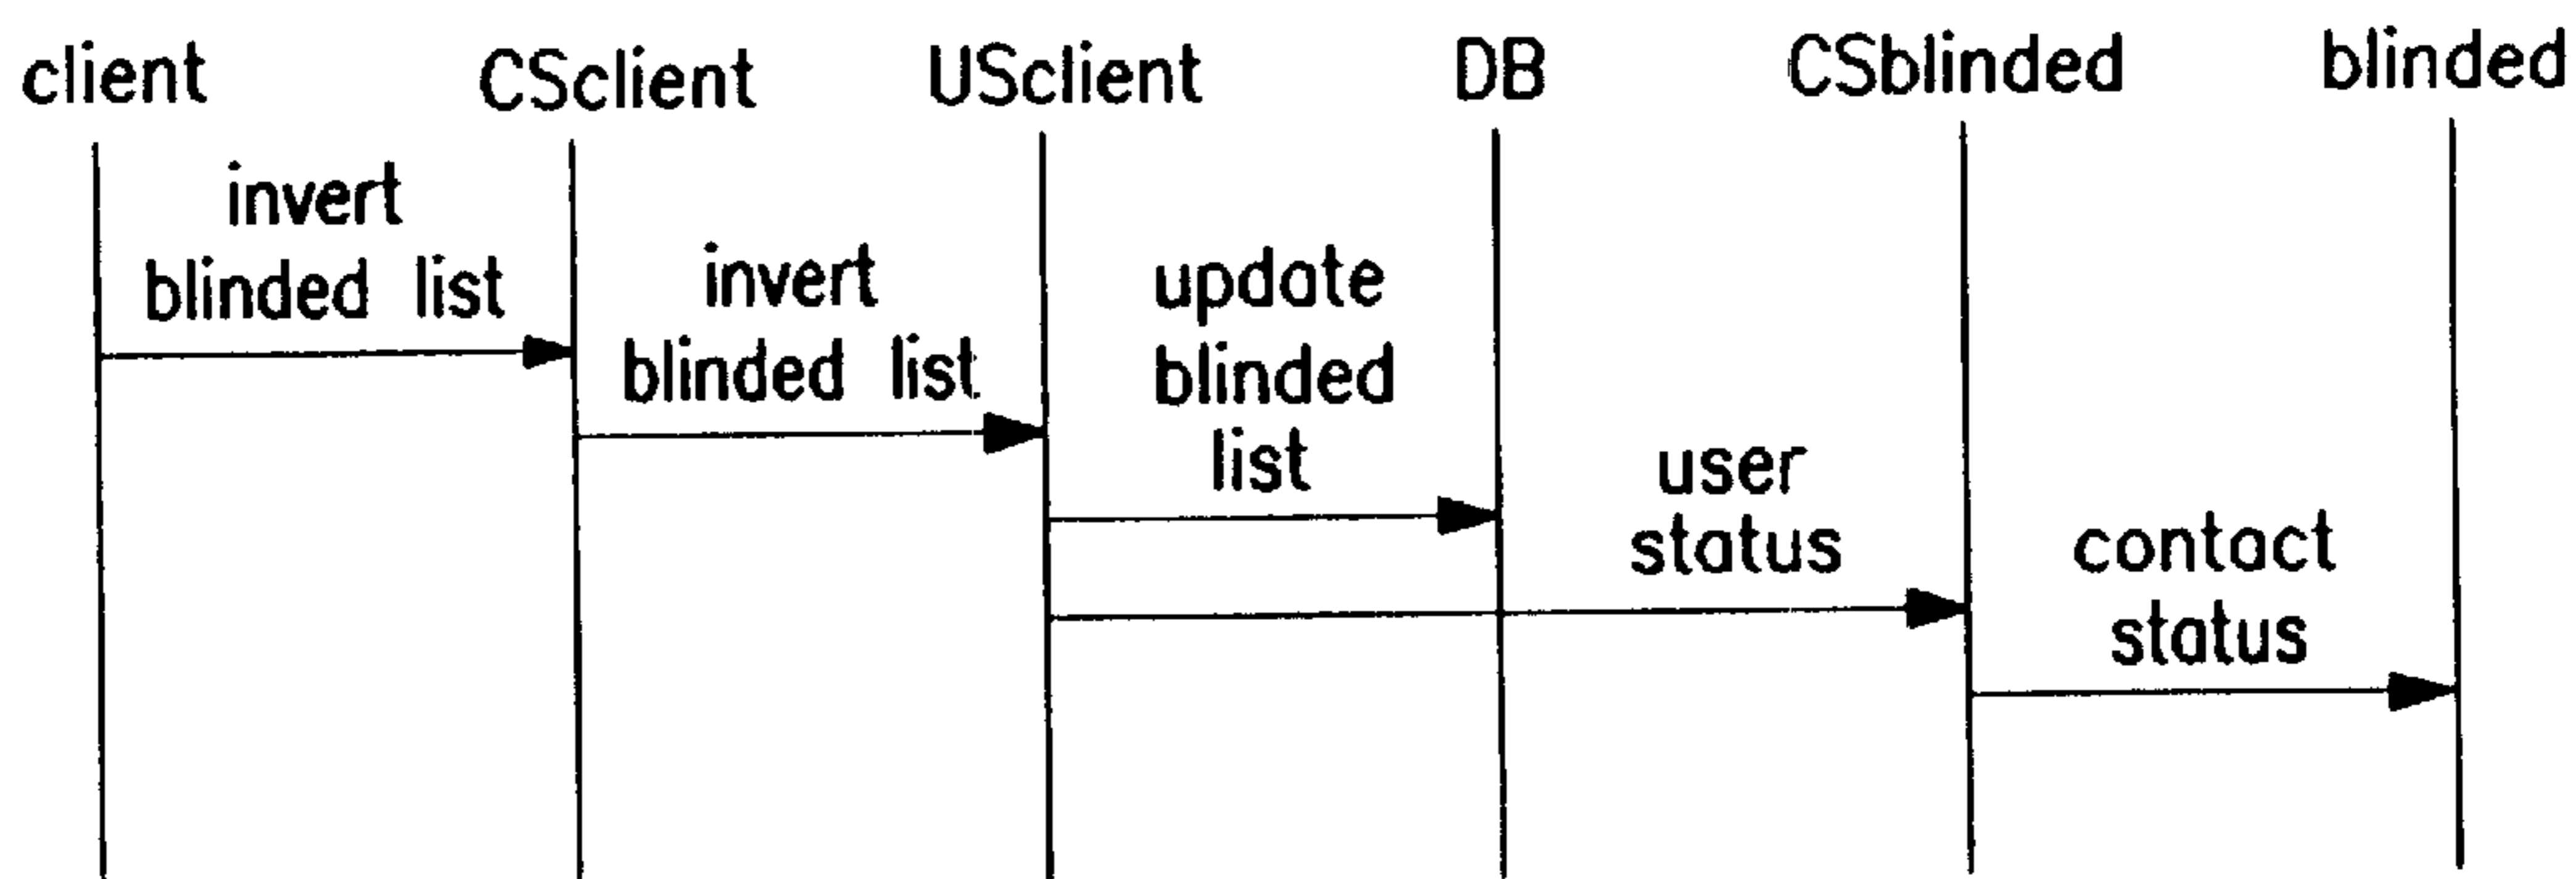 client CSclient USclient DB CSblinded blinded
invert
blinded list
invert
blinded list
update
blinded
list
user
status
contact
status